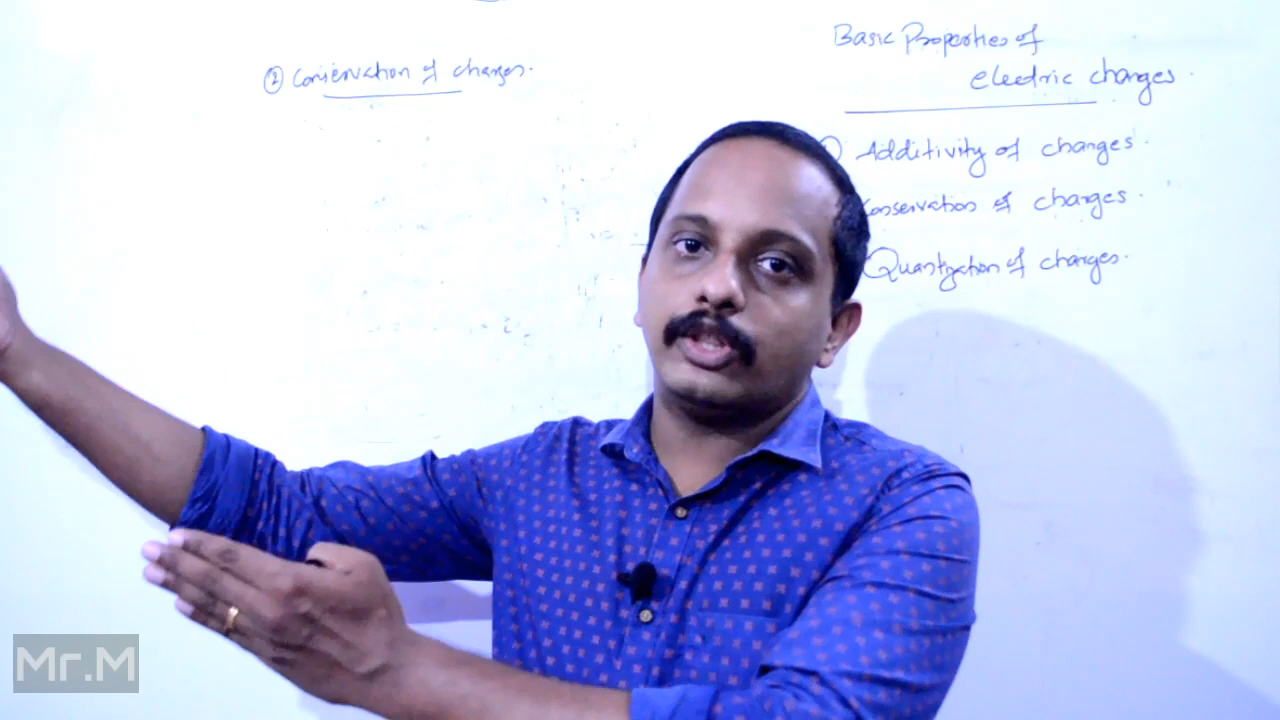 ② Conservation of charges.
Basic Properties of
electric charges.
Additivity of charges.
Conservation of charges.
Quantization of charges.
Mr.M